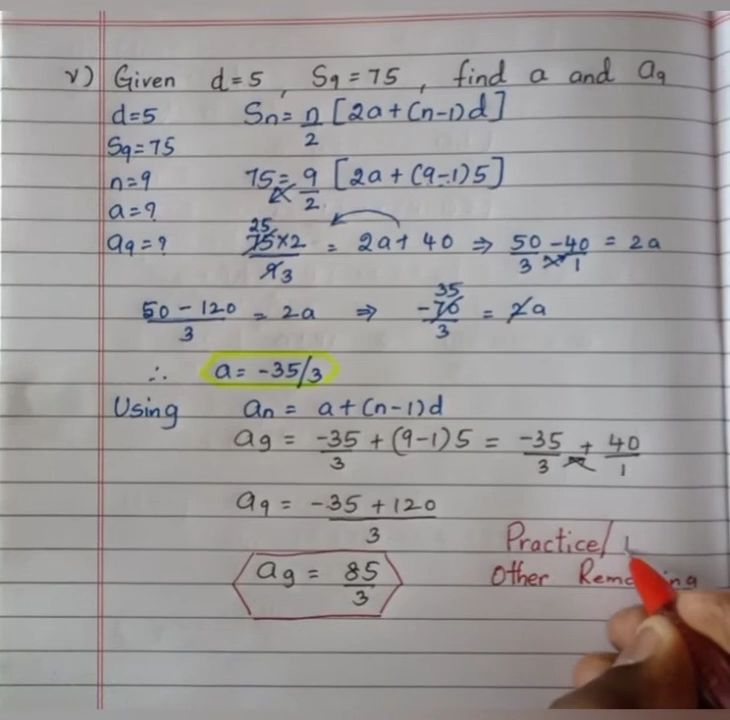 v) Given d=5, S₉=75, find a and a₉
d=5 Sn= n/2 [2a+(n-1)d]
S₉=75
n=9 75= 9/2 [2a+(9-1)5]
a=?
a₉=? 25 75×2/9 3 = 2a+40 ⇒ 50/3 - 40/1 = 2a
50-120/3 = 2a ⇒ -70/3 35 = 2a
∴ a= -35/3
Using an = a+(n-1)d
a₉ = -35/3 + (9-1)5 = -35/3 + 40/1
a₉ = -35+120/3
a₉ = 85/3
Practice/
Other